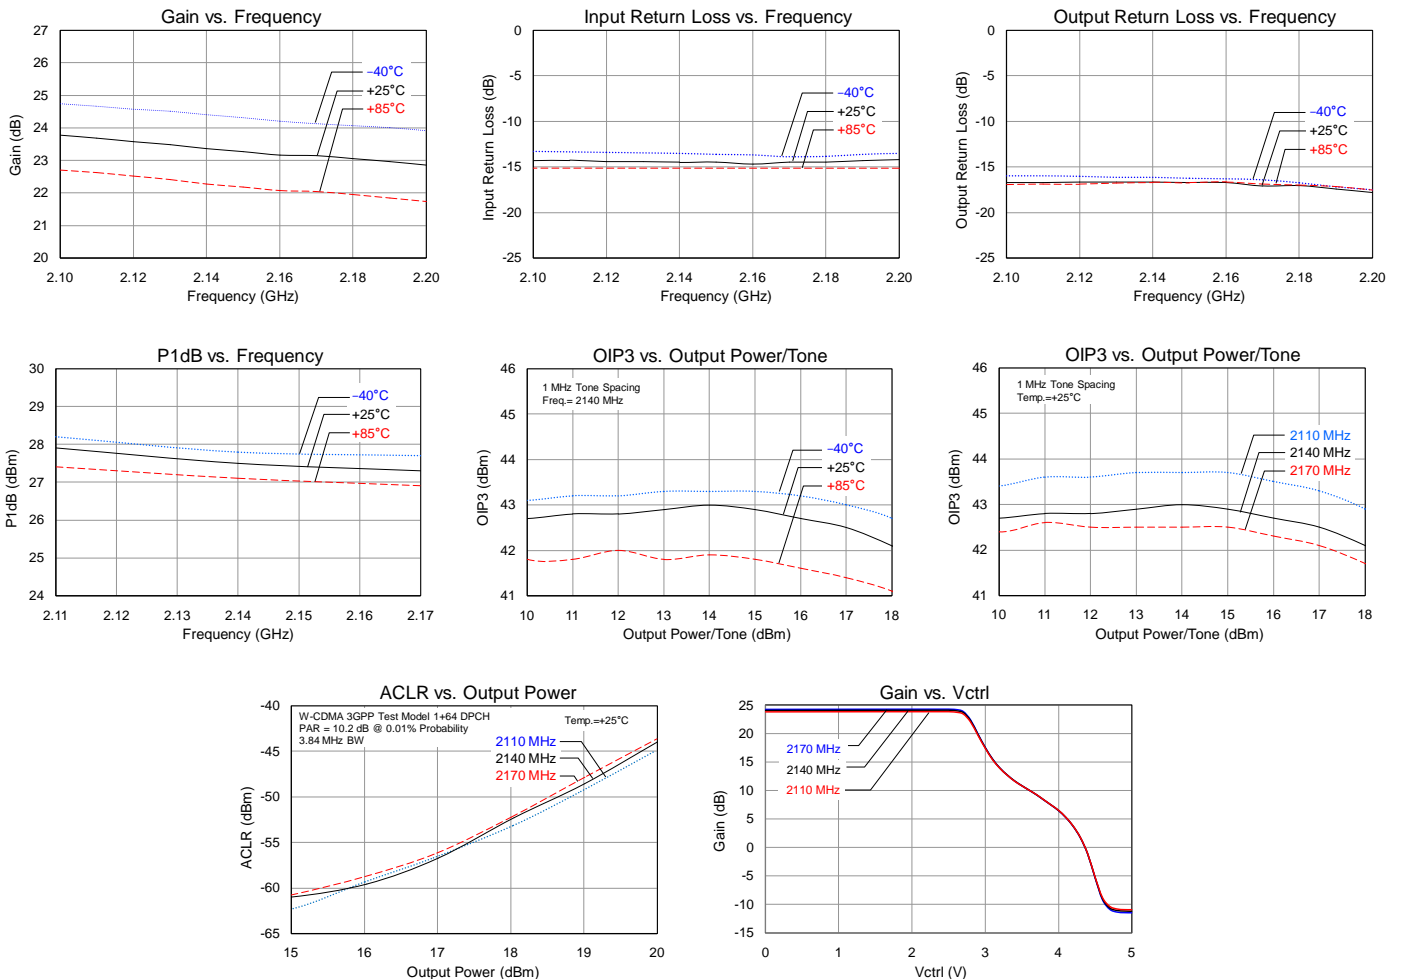 Gain vs. Frequency
27
26
25
24
23
22
21
20
Gain (dB)
−40°C
+25°C
+85°C
2.10 2.12 2.14 2.16 2.18 2.20
Frequency (GHz)
Input Return Loss vs. Frequency
0
-5
-10
-15
-20
-25
Input Return Loss (dB)
−40°C
+25°C
+85°C
2.10 2.12 2.14 2.16 2.18 2.20
Frequency (GHz)
Output Return Loss vs. Frequency
0
-5
-10
-15
-20
-25
Output Return Loss (dB)
−40°C
+25°C
+85°C
2.10 2.12 2.14 2.16 2.18 2.20
Frequency (GHz)
P1dB vs. Frequency
30
29
28
27
26
25
24
P1dB (dBm)
−40°C
+25°C
+85°C
2.11 2.12 2.13 2.14 2.15 2.16 2.17
Frequency (GHz)
OIP3 vs. Output Power/Tone
46
45
44
43
42
41
OIP3 (dBm)
1 MHz Tone Spacing
Freq.= 2140 MHz
−40°C
+25°C
+85°C
10 11 12 13 14 15 16 17 18
Output Power/Tone (dBm)
OIP3 vs. Output Power/Tone
46
45
44
43
42
41
OIP3 (dBm)
1 MHz Tone Spacing
Temp.=+25°C
2110 MHz
2140 MHz
2170 MHz
10 11 12 13 14 15 16 17 18
Output Power/Tone (dBm)
ACLR vs. Output Power
-40
-45
-50
-55
-60
-65
ACLR (dBm)
W-CDMA 3GPP Test Model 1+64 DPCH
PAR = 10.2 dB @ 0.01% Probability
3.84 MHz BW
Temp.=+25°C
2110 MHz
2140 MHz
2170 MHz
15 16 17 18 19 20
Output Power (dBm)
Gain vs. Vctrl
25
20
15
10
5
0
-5
-10
-15
Gain (dB)
2170 MHz
2140 MHz
2110 MHz
0 1 2 3 4 5
Vctrl (V)